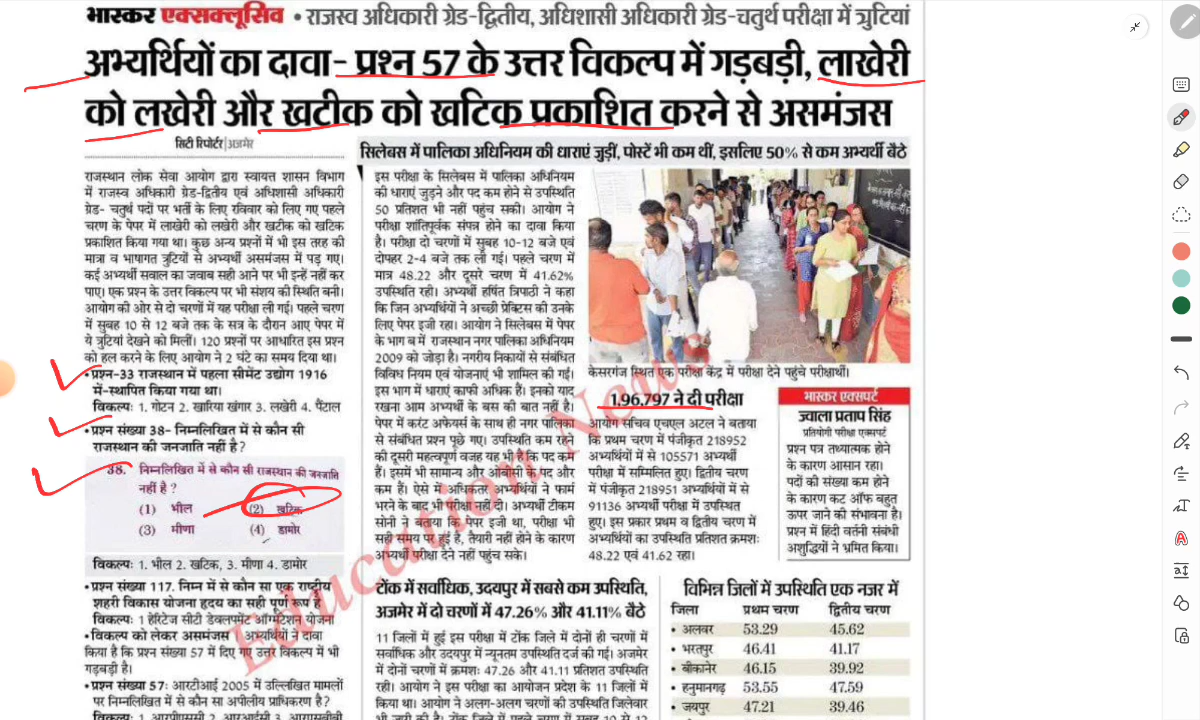 भास्कर एक्सक्लूसिव • राजस्व अधिकारी ग्रेड-द्वितीय, अधिशासी अधिकारी ग्रेड-चतुर्थ परीक्षा में त्रुटियां
अभ्यर्थियों का दावा- प्रश्न 57 के उत्तर विकल्प में गड़बड़ी, लाखेरी
को लखेरी और खटीक को खटिक प्रकाशित करने से असमंजस
सिटी रिपोर्टर|अजमेर
राजस्थान लोक सेवा आयोग द्वारा स्वायत्त शासन विभाग
में राजस्व अधिकारी ग्रेड-द्वितीय एवं अधिशासी अधिकारी
ग्रेड- चतुर्थ पदों पर भर्ती के लिए रविवार को लिए गए पहले
चरण के पेपर में लाखेरी को लखेरी और खटीक को खटिक
प्रकाशित किया गया था। कुछ अन्य प्रश्नों में भी इस तरह की
मात्रा व भाषागत त्रुटियों से अभ्यर्थी असमंजस में पड़ गए।
कई अभ्यर्थी सवाल का जवाब सही आने पर भी इन्हें नहीं कर
पाए। एक प्रश्न के उत्तर विकल्प पर भी संशय की स्थिति बनी।
आयोग की ओर से दो चरणों में यह परीक्षा ली गई। पहले चरण
में सुबह 10 से 12 बजे तक के सत्र के दौरान आए पेपर में
ये त्रुटियां देखने को मिलीं। 120 प्रश्नों पर आधारित इस प्रश्न
को हल करने के लिए आयोग ने 2 घंटे का समय दिया था।
• प्रश्न-33 राजस्थान में पहला सीमेंट उद्योग 1916
में-स्थापित किया गया था।
विकल्प: 1. गोटन 2. खारिया खंगार 3. लखेरी 4. पैंटाल
• प्रश्न संख्या 38- निम्नलिखित में से कौन सी
राजस्थान की जनजाति नहीं है ?
38. निम्नलिखित में से कौन सी राजस्थान की जनजाति
नहीं है ?
(1) भील (2) खटिक
(3) मीणा (4) डामोर
विकल्प: 1. भील 2. खटिक, 3. मीणा 4. डामोर
• प्रश्न संख्या 117. निम्न में से कौन सा एक राष्ट्रीय
शहरी विकास योजना हृदय का सही पूर्ण रूप है
विकल्प: 1 हेरिटेज सीटी डेवलपमेंट ऑग्मेंटेशन योजना
• विकल्प को लेकर असमंजस अभ्यर्थियों ने दावा
किया है कि प्रश्न संख्या 57 में दिए गए उत्तर विकल्प में भी
गड़बड़ी है।
• प्रश्न संख्या 57: आरटीआई 2005 में उल्लिखित मामलों
पर निम्नलिखित में से कौन सा अपीलीय प्राधिकरण है?
विकल्प: 1. आरपीएससी 2. आरआईसी 3. आरएसबीबी
सिलेबस में पालिका अधिनियम की धाराएं जुड़ीं, पोस्टें भी कम थीं, इसलिए 50% से कम अभ्यर्थी बैठे
इस परीक्षा के सिलेबस में पालिका अधिनियम
की धाराएं जुड़ने और पद कम होने से उपस्थिति
50 प्रतिशत भी नहीं पहुंच सकी। आयोग ने
परीक्षा शांतिपूर्वक संपन्न होने का दावा किया
है। परीक्षा दो चरणों में सुबह 10-12 बजे एवं
दोपहर 2-4 बजे तक ली गई। पहले चरण में
मात्र 48.22 और दूसरे चरण में 41.62%
उपस्थिति रही। अभ्यर्थी हर्षित त्रिपाठी ने कहा
कि जिन अभ्यर्थियों ने अच्छी प्रेक्टिस की उनके
लिए पेपर इजी रहा। आयोग ने सिलेबस में पेपर
के भाग ब में राजस्थान नगर पालिका अधिनियम
2009 को जोड़ा है। नगरीय निकायों से संबंधित
विविध नियम एवं योजनाएं भी शामिल की गईं।
इस भाग में धाराएं काफी अधिक हैं। इनको याद
रखना आम अभ्यर्थी के बस की बात नहीं है।
पेपर में करंट अफेयर्स के साथ ही नगर पालिका
से संबंधित प्रश्न पूछे गए। उपस्थिति कम रहने
की दूसरी महत्वपूर्ण वजह यह भी है कि पद कम
हैं। इसमें भी सामान्य और ओबीसी के पद और
कम हैं। ऐसे में अधिकतर अभ्यर्थियों ने फार्म
भरने के बाद भी परीक्षा नहीं दी। अभ्यर्थी टीकम
सोनी ने बताया कि पेपर इजी था, परीक्षा भी
सही समय पर हुई है, तैयारी नहीं होने के कारण
अभ्यर्थी परीक्षा देने नहीं पहुंच सके।
केसरगंज स्थित एक परीक्षा केंद्र में परीक्षा देने पहुंचे परीक्षार्थी।
1,96,797 ने दी परीक्षा
आयोग सचिव एचएल अटल ने बताया
कि प्रथम चरण में पंजीकृत 218952
अभ्यर्थियों में से 105571 अभ्यर्थी
परीक्षा में सम्मिलित हुए। द्वितीय चरण
में पंजीकृत 218951 अभ्यर्थियों में से
91136 अभ्यर्थी परीक्षा में उपस्थित
हुए। इस प्रकार प्रथम व द्वितीय चरण में
अभ्यर्थियों का उपस्थिति प्रतिशत क्रमशः
48.22 एवं 41.62 रहा।
भास्कर एक्सपर्ट
ज्वाला प्रताप सिंह
प्रतियोगी परीक्षा एक्सपर्ट
प्रश्न पत्र तथ्यात्मक होने
के कारण आसान रहा।
पदों की संख्या कम होने
के कारण कट ऑफ बहुत
ऊपर जाने की संभावना है।
प्रश्न में हिंदी वर्तनी संबंधी
अशुद्धियों ने भ्रमित किया।
टोंक में सर्वाधिक, उदयपुर में सबसे कम उपस्थिति,
अजमेर में दो चरणों में 47.26% और 41.11% बैठे
11 जिलों में हुई इस परीक्षा में टोंक जिले में दोनों ही चरणों में
सर्वाधिक और उदयपुर में न्यूनतम उपस्थिति दर्ज की गई। अजमेर
में दोनों चरणों में क्रमश: 47.26 और 41.11 प्रतिशत उपस्थिति
रही। आयोग ने इस परीक्षा का आयोजन प्रदेश के 11 जिलों में
किया था। आयोग ने अलग-अलग चरणों की उपस्थिति जिलेवार
भी जारी की है। टोंक जिले में पहले चरण में सुबह 10 से 12
विभिन्न जिलों में उपस्थिति एक नजर में
जिला प्रथम चरण द्वितीय चरण
• अलवर 53.29 45.62
• भरतपुर 46.41 41.17
• बीकानेर 46.15 39.92
• हनुमानगढ़ 53.55 47.59
• जयपुर 47.21 39.46
Education News